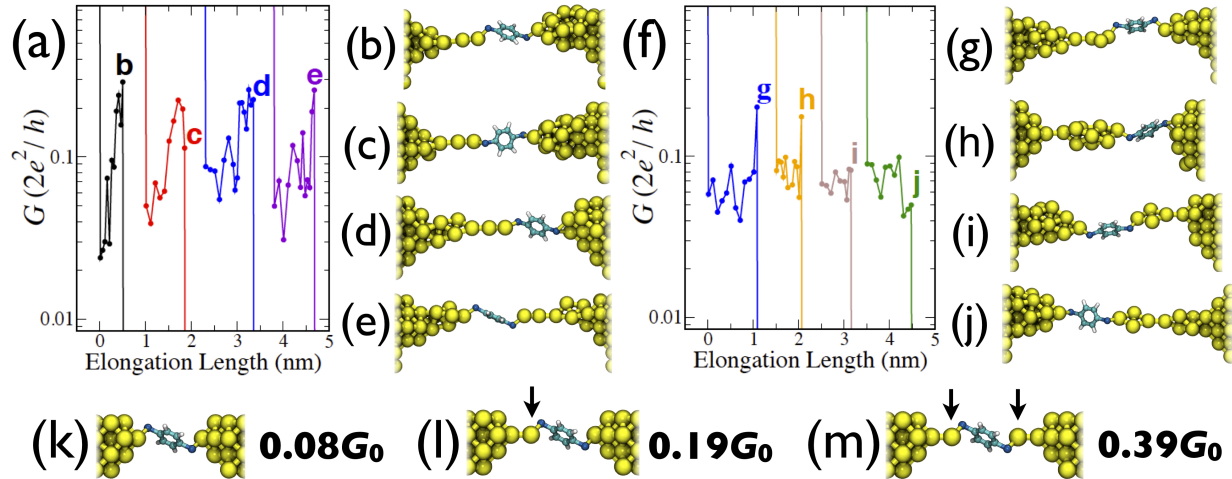 (a)
G (2e²/h)
0.1
0.01
b
c
d
e
0 1 2 3 4 5
Elongation Length (nm)
(b)
(c)
(d)
(e)
(f)
G (2e²/h)
0.1
0.01
g
h
i
j
0 1 2 3 4 5
Elongation Length (nm)
(g)
(h)
(i)
(j)
(k) 0.08G₀
(l) 0.19G₀
(m) 0.39G₀